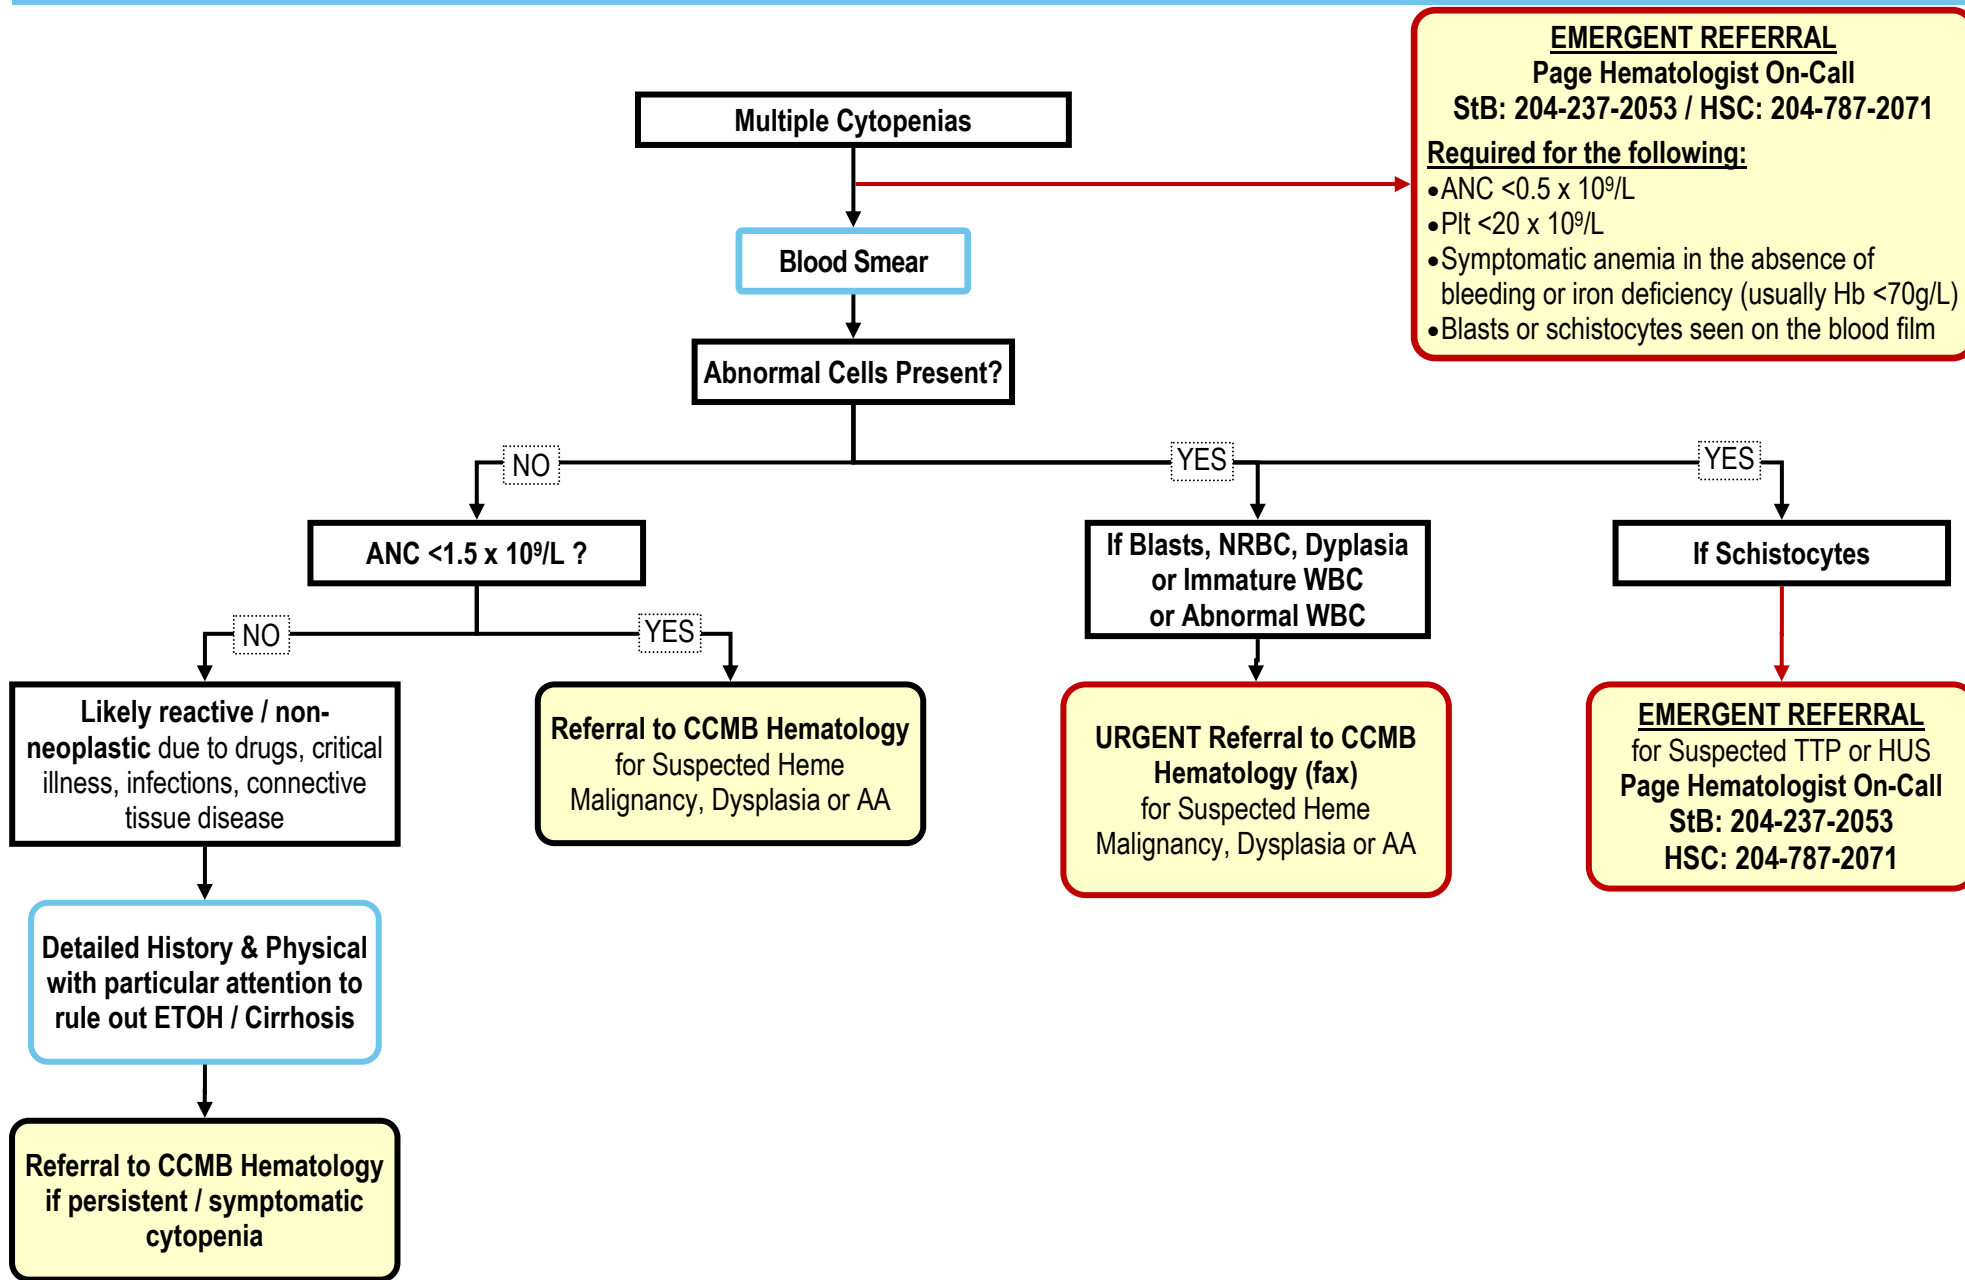 EMERGENT REFERRAL
Page Hematologist On-Call
StB: 204-237-2053 / HSC: 204-787-2071
Required for the following:
•ANC <0.5 x 10⁹/L
•Plt <20 x 10⁹/L
•Symptomatic anemia in the absence of
bleeding or iron deficiency (usually Hb <70g/L)
•Blasts or schistocytes seen on the blood film
Multiple Cytopenias
Blood Smear
Abnormal Cells Present?
NO
YES
YES
ANC <1.5 x 10⁹/L ?
If Blasts, NRBC, Dyplasia
or Immature WBC
or Abnormal WBC
If Schistocytes
NO
YES
Likely reactive / non-
neoplastic due to drugs, critical
illness, infections, connective
tissue disease
Referral to CCMB Hematology
for Suspected Heme
Malignancy, Dysplasia or AA
URGENT Referral to CCMB
Hematology (fax)
for Suspected Heme
Malignancy, Dysplasia or AA
EMERGENT REFERRAL
for Suspected TTP or HUS
Page Hematologist On-Call
StB: 204-237-2053
HSC: 204-787-2071
Detailed History & Physical
with particular attention to
rule out ETOH / Cirrhosis
Referral to CCMB Hematology
if persistent / symptomatic
cytopenia